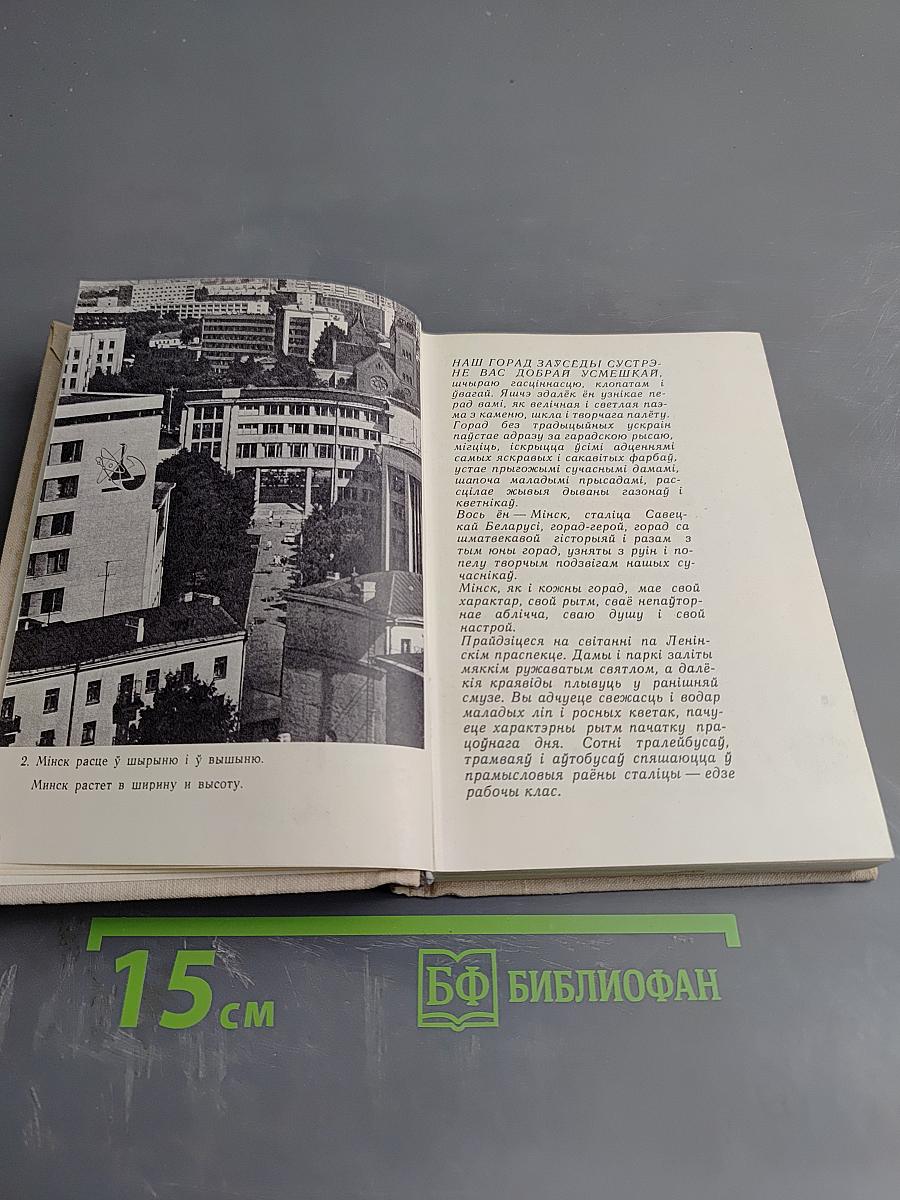 2. Мінск расце ў шырыню і ў вышыню.
Минск растет в ширину и высоту.
НАШ ГОРАД ЗАЎСЁДЫ СУСТРЭ-
НЕ ВАС ДОБРАЙ УСМЕШКАЙ,
шчыраю гасціннасцю, клопатам і
ўвагай. Яшчэ здалёк ён узнікае пе-
рад вамі, як велічная і светлая паэ-
ма з каменю, шкла і творчага палёту.
Горад без традыцыйных ускраін
паўстае адразу за гарадскою рысаю,
мігціць, іскрыцца ўсімі адценнямі
самых яскравых і сакавітых фарбаў,
устае прыгожымі сучаснымі дамамі,
шапоча маладымі прысадамі, рас-
сцілае жывыя дываны газонаў і
кветнікаў.
Вось ён — Мінск, сталіца Савец-
кай Беларусі, горад-герой, горад са
шматвекавой гісторыяй і разам з
тым юны горад, узняты з руін і по-
пелу творчым подзвігам нашых су-
часнікаў.
Мінск, як і кожны горад, мае свой
характар, свой рытм, сваё непаўтор-
нае аблічча, сваю душу і свой
настрой.
Прайдзіцеся на світанні па Ленін-
скім праспекце. Дамы і паркі заліты
мяккім ружаватым святлом, а далё-
кія краявіды плывуць у ранішняй
смузе. Вы адчуеце свежасць і водар
маладых ліп і росных кветак, пачу-
еце характэрны рытм пачатку пра-
цоўнага дня. Сотні тралейбусаў,
трамваяў і аўтобусаў спяшаюцца ў
прамысловыя раёны сталіцы — едзе
рабочы клас.
15 см
БФ БИБЛИОФАН